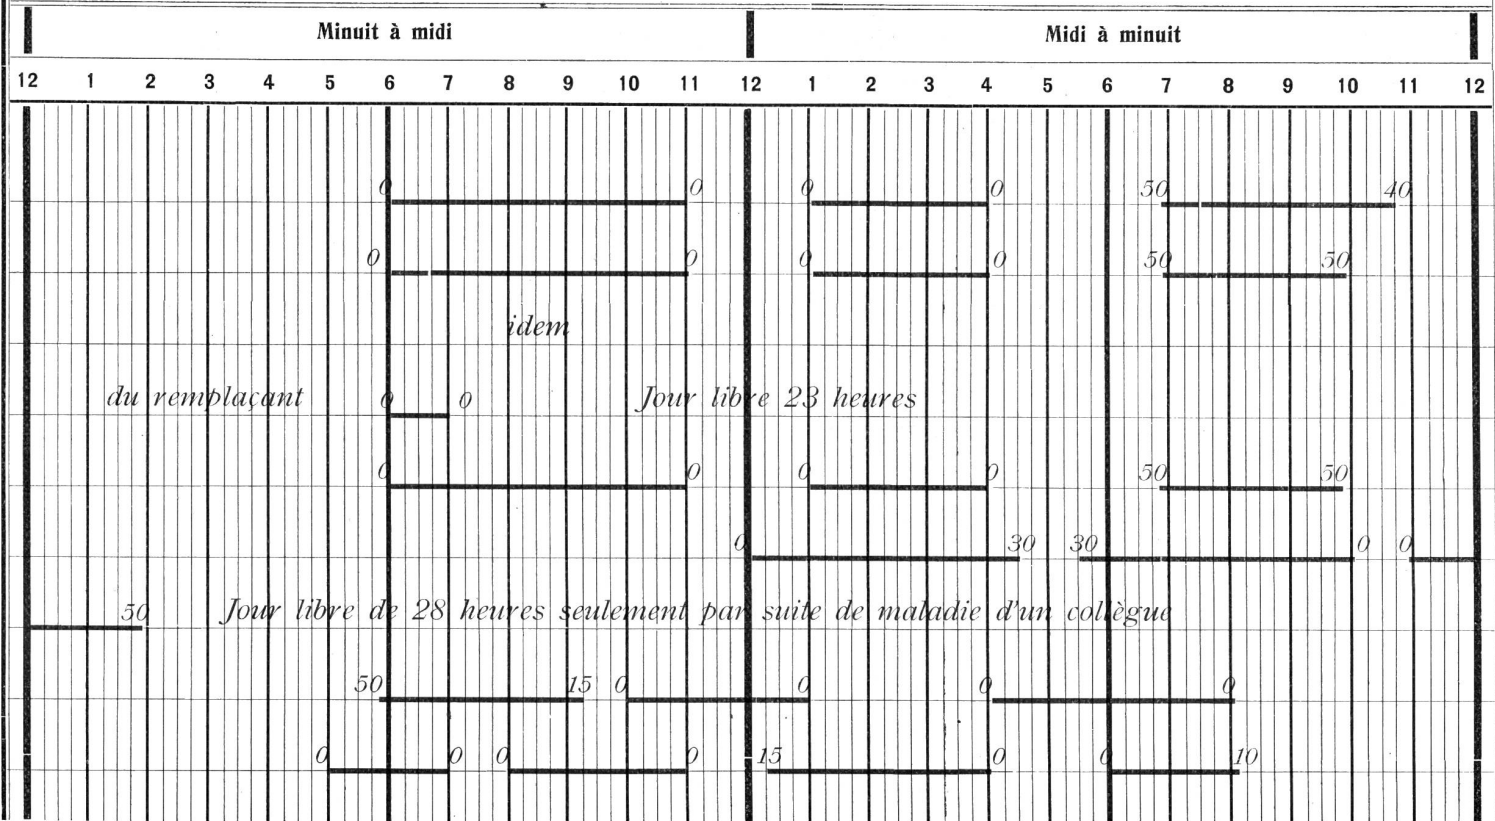 Minuit à midi Midi à minuit
12 1 2 3 4 5 6 7 8 9 10 11 12 1 2 3 4 5 6 7 8 9 10 11 12
0 0 0 0 50 40
0 0 0 0 50 50
idem
du remplaçant 0 0 Jour libre 23 heures
0 0 0 0 50 50
0 30 30 0 0
50 Jour libre de 28 heures seulement par suite de maladie d'un collègue
50 15 0 0 0 0
0 0 0 0 15 0 0 10